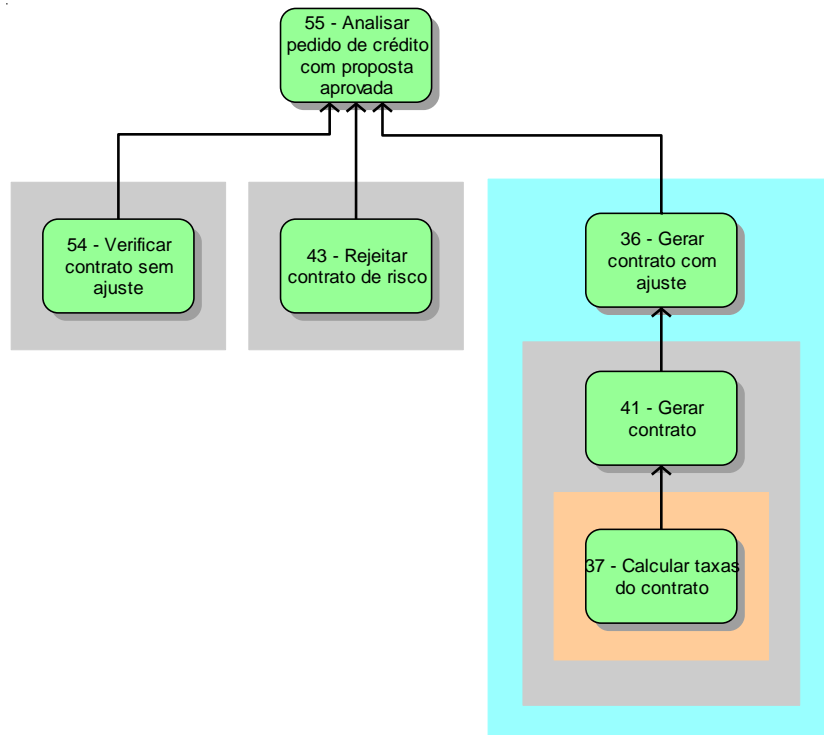 55 - Analisar
pedido de crédito
com proposta
aprovada
54 - Verificar
contrato sem
ajuste
43 - Rejeitar
contrato de risco
36 - Gerar
contrato com
ajuste
41 - Gerar
contrato
37 - Calcular taxas
do contrato